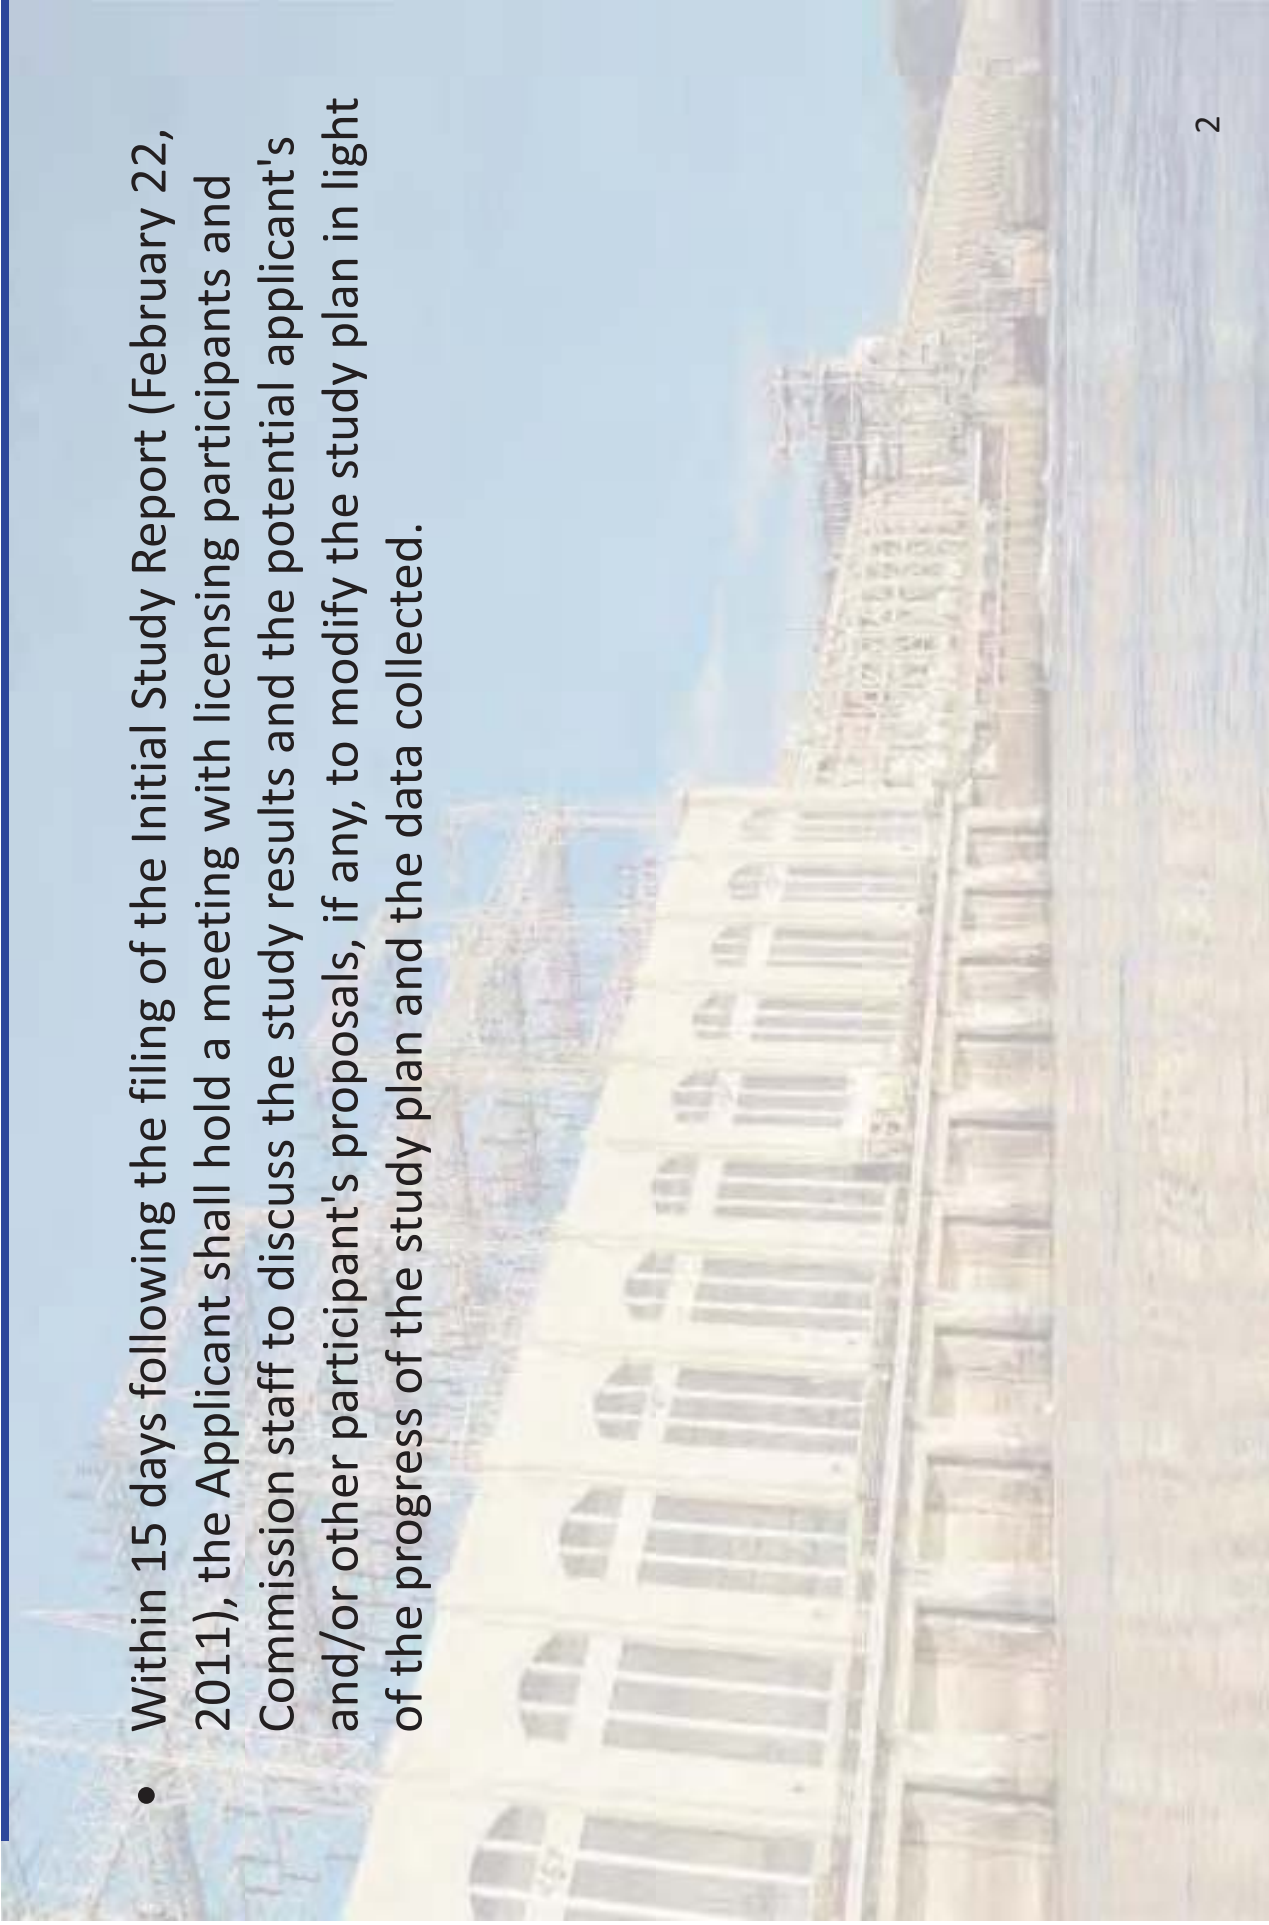 • Within 15 days following the filing of the Initial Study Report (February 22,
2011), the Applicant shall hold a meeting with licensing participants and
Commission staff to discuss the study results and the potential applicant's
and/or other participant's proposals, if any, to modify the study plan in light
of the progress of the study plan and the data collected.
2